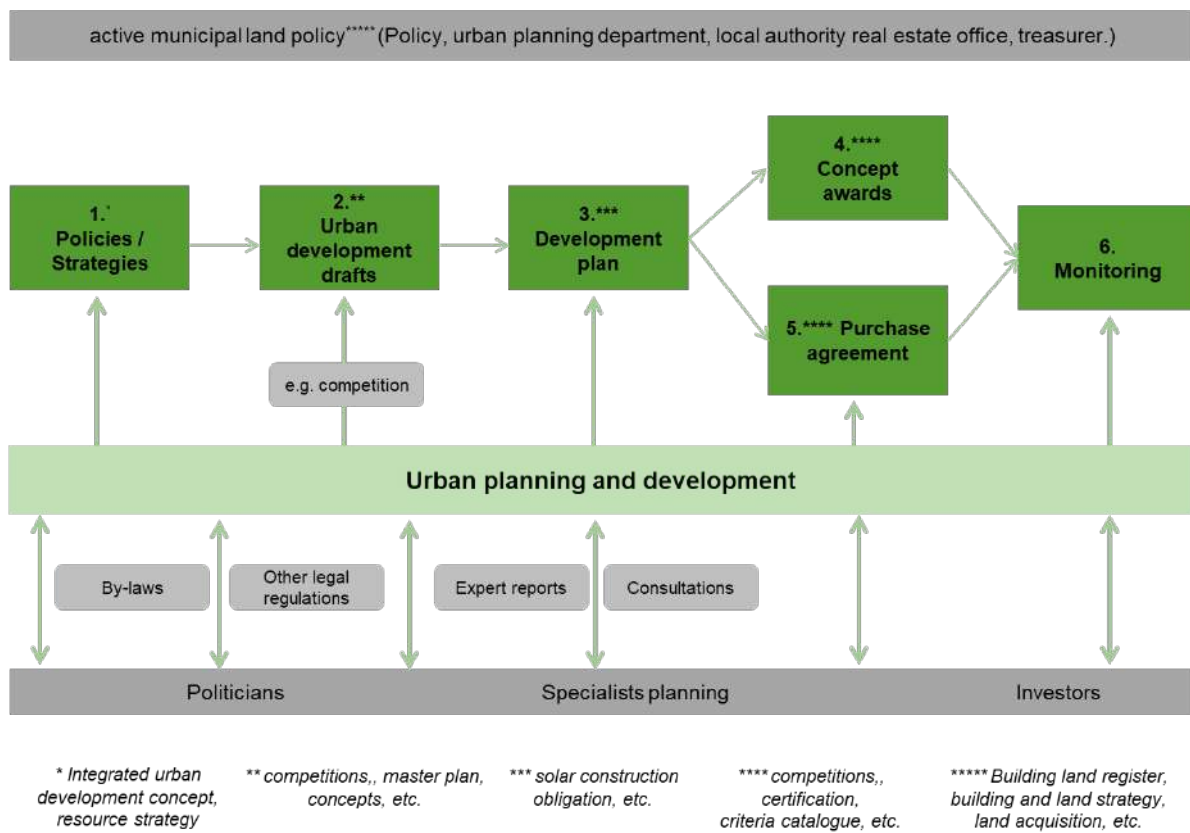 active municipal land policy***** (Policy, urban planning department, local authority real estate office, treasurer.)
4.****
Concept
awards
1.*
Policies /
Strategies
2.**
Urban
development
drafts
3.***
Development
plan
6.
Monitoring
5.**** Purchase
agreement
e.g. competition
Urban planning and development
By-laws
Other legal
regulations
Expert reports
Consultations
Politicians
Specialists planning
Investors
* Integrated urban
development concept,
resource strategy
** competitions,, master plan,
concepts, etc.
*** solar construction
obligation, etc.
**** competitions,,
certification,
criteria catalogue, etc.
***** Building land register,
building and land strategy,
land acquisition, etc.